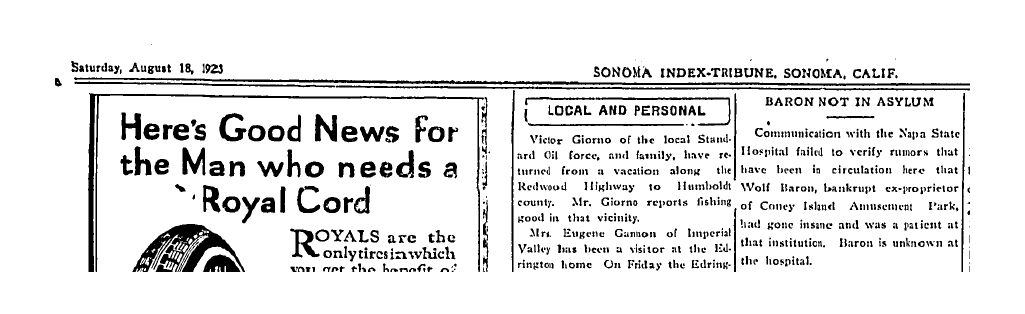 Saturday, August 18, 1923
SONOMA INDEX-TRIBUNE, SONOMA, CALIF.
Here's Good News for
the Man who needs a
Royal Cord
ROYALS are the
only tires in which
you get the benefit of
LOCAL AND PERSONAL
Victor Giorno of the local Stand-
ard Oil force, and family, have re-
turned from a vacation along the
Redwood Highway to Humboldt
county. Mr. Giorno reports fishing
good in that vicinity.
Mrs. Eugene Gannon of Imperial
Valley has been a visitor at the Ed-
rington home On Friday the Edring-
BARON NOT IN ASYLUM
Communication with the Napa State
Hospital failed to verify rumors that
have been in circulation here that
Wolf Baron, bankrupt ex-proprietor
of Coney Island Amusement Park,
had gone insane and was a patient at
that institution. Baron is unknown at
the hospital.